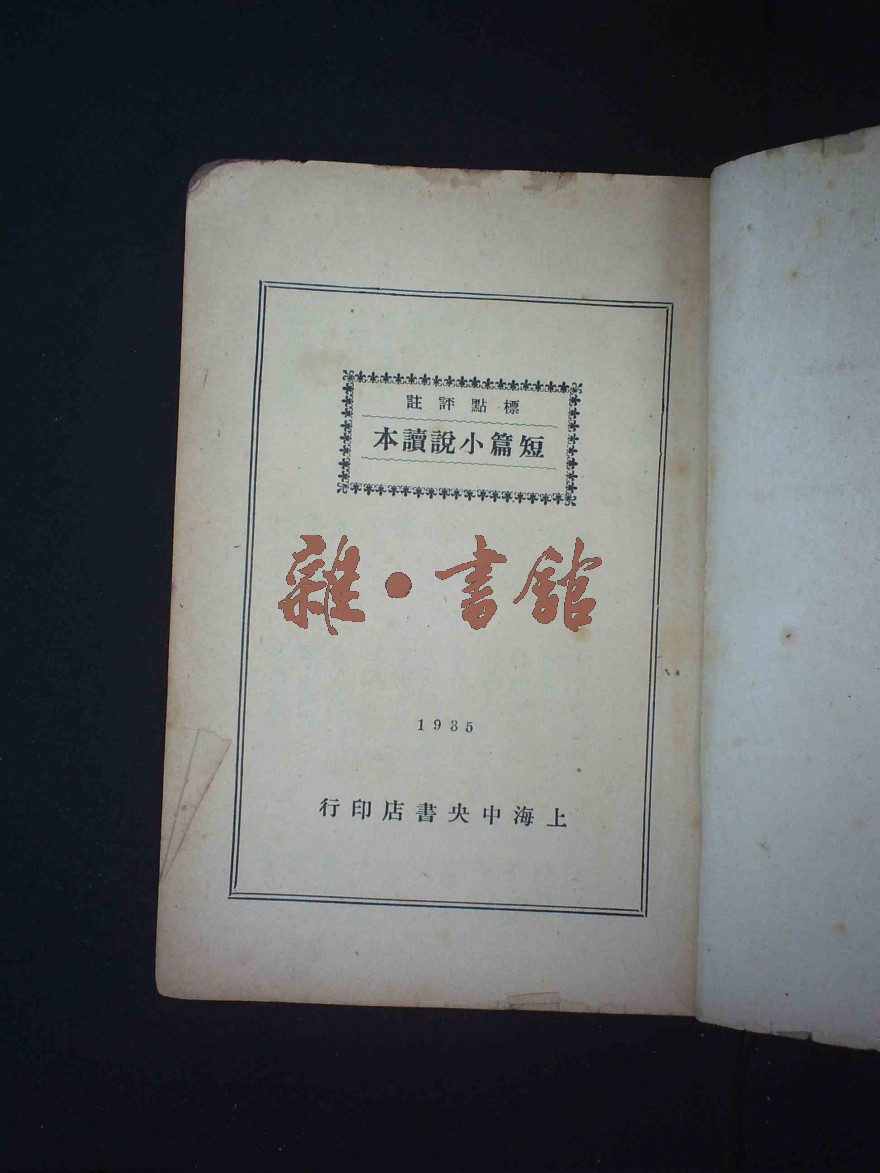 標點評註
短篇小說讀本
雜·書館
1935
上海中央書店印行